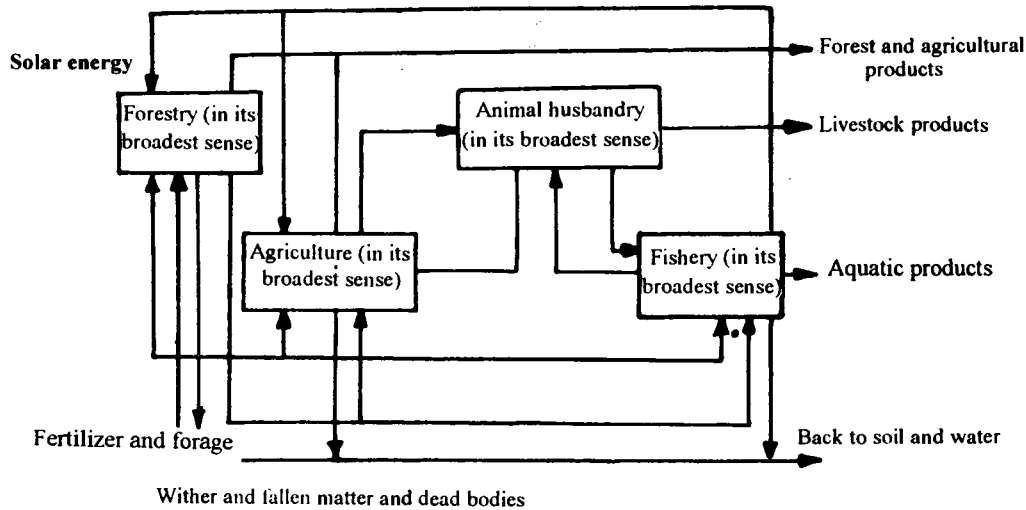 Solar energy
Forest and agricultural
products
Forestry (in its
broadest sense)
Animal husbandry
(in its broadest sense)
Livestock products
Agriculture (in its
broadest sense)
Fishery (in its
broadest sense)
Aquatic products
Fertilizer and forage
Back to soil and water
Wither and fallen matter and dead bodies